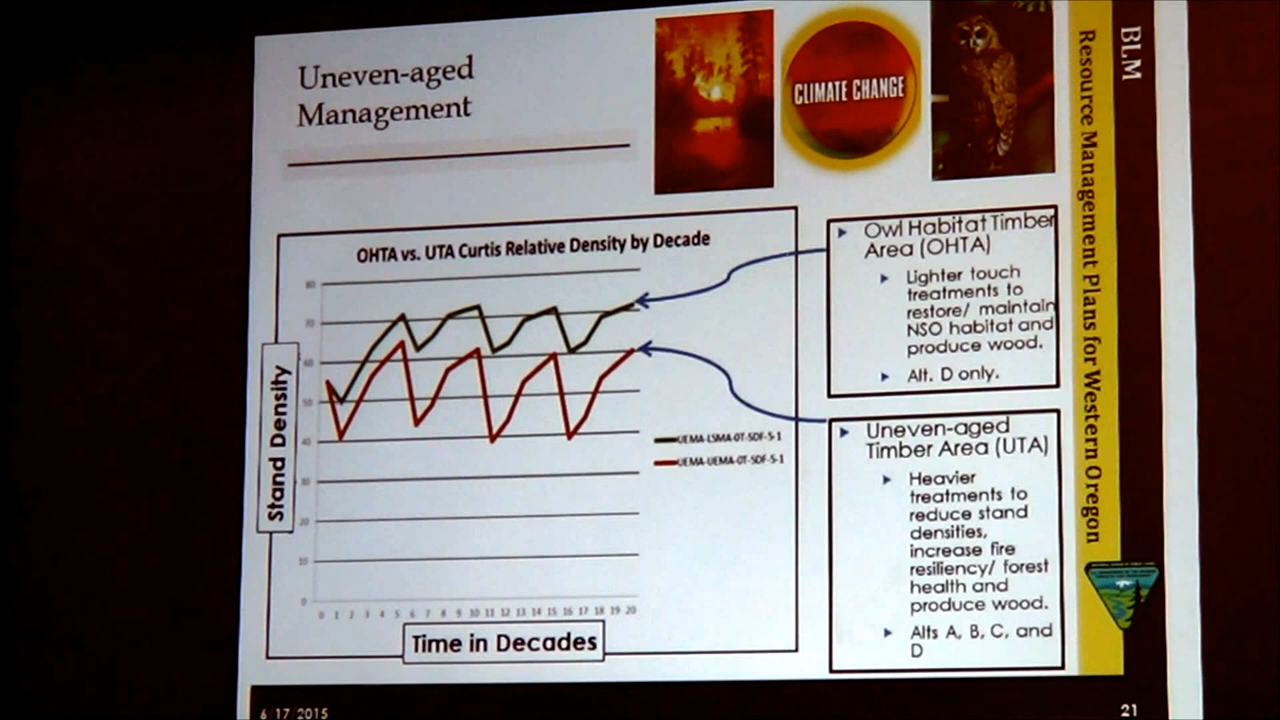 Uneven-aged
Management
CLIMATE CHANGE
BLM
Resource Management Plans for Western Oregon
OHTA vs. UTA Curtis Relative Density by Decade
80
70
60
50
40
30
20
10
0
0 1 2 3 4 5 6 7 8 9 10 11 12 13 14 15 16 17 18 19 20
Stand Density
Time in Decades
UEMA-LSMA-OT-SDF-5-1
UEMA-UEMA-OT-SDF-5-1
Owl Habitat Timber
Area (OHTA)
Lighter touch
treatments to
restore/ maintain
NSO habitat and
produce wood.
Alt. D only.
Uneven-aged
Timber Area (UTA)
Heavier
treatments to
reduce stand
densities,
increase fire
resiliency/ forest
health and
produce wood.
Alts A, B, C, and
D
6/17/2015
21